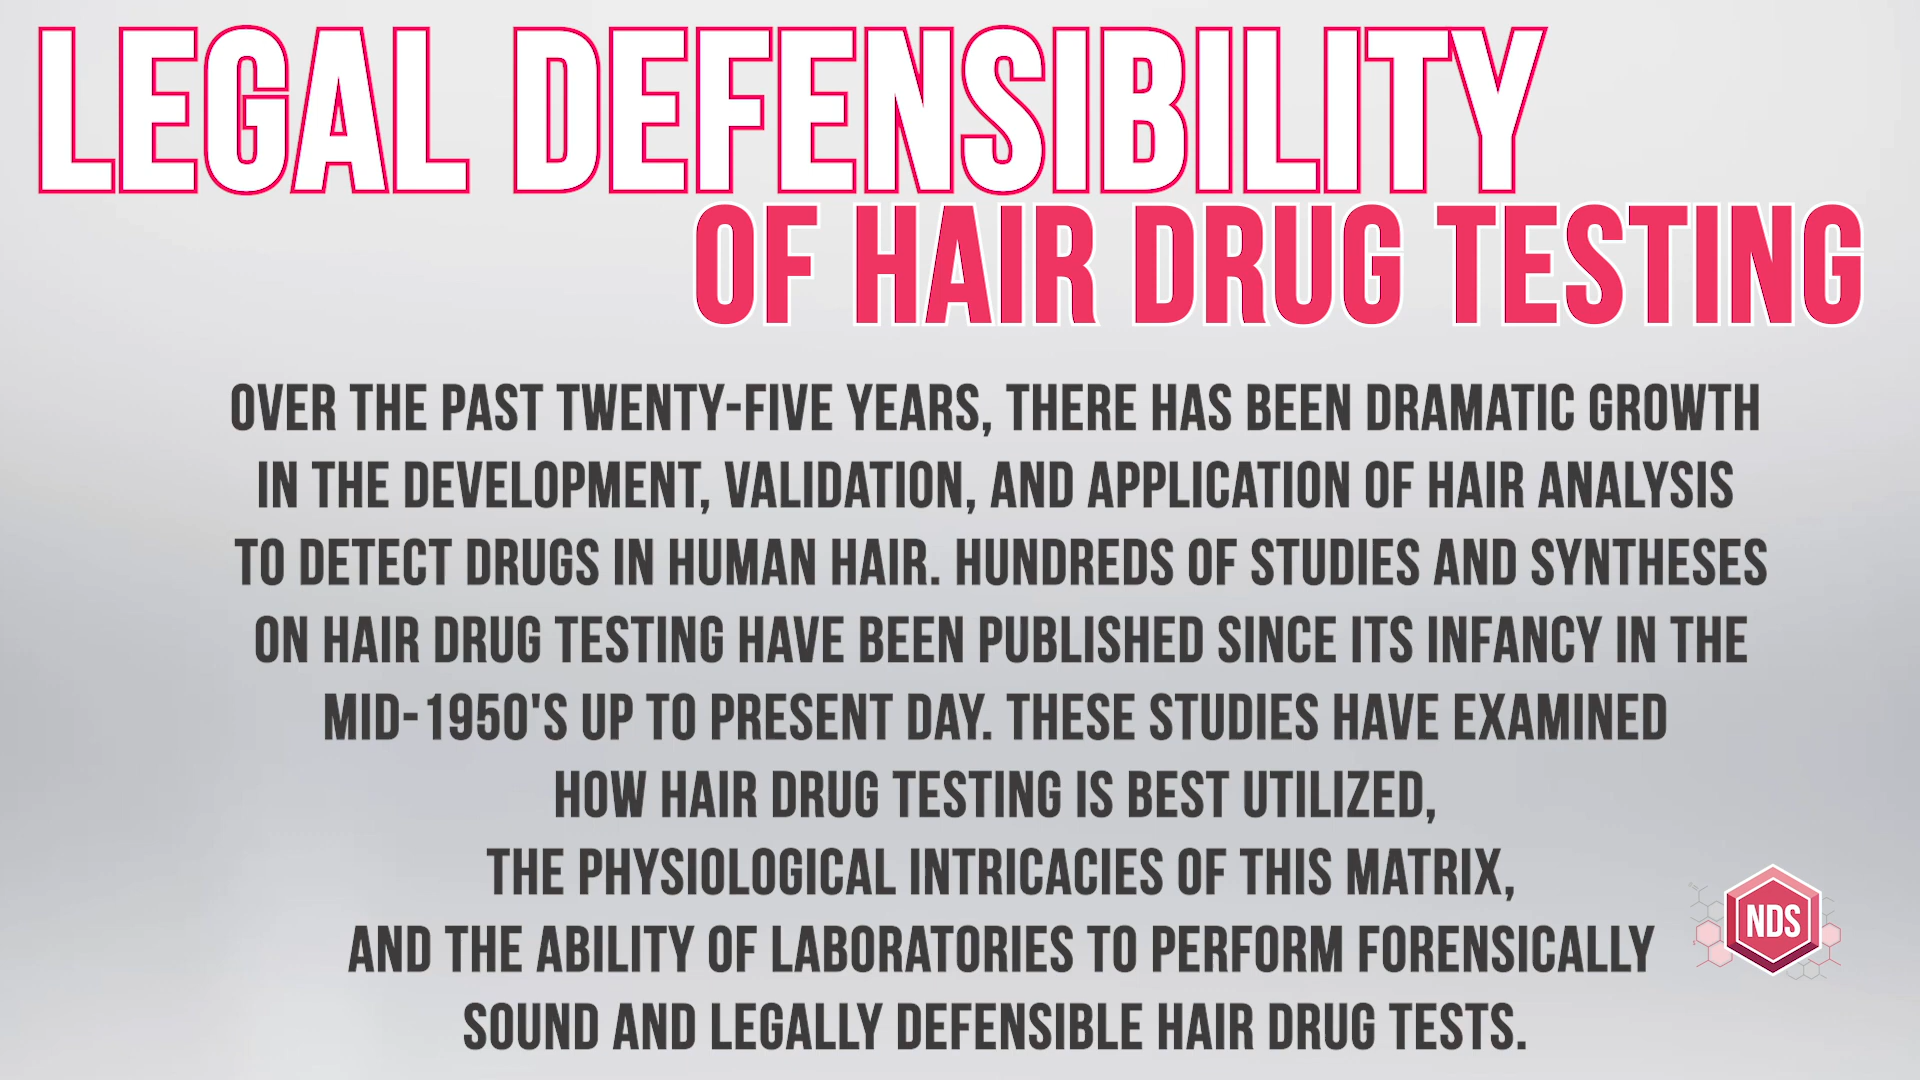 LEGAL DEFENSIBILITY
OF HAIR DRUG TESTING
OVER THE PAST TWENTY-FIVE YEARS, THERE HAS BEEN DRAMATIC GROWTH
IN THE DEVELOPMENT, VALIDATION, AND APPLICATION OF HAIR ANALYSIS
TO DETECT DRUGS IN HUMAN HAIR. HUNDREDS OF STUDIES AND SYNTHESES
ON HAIR DRUG TESTING HAVE BEEN PUBLISHED SINCE ITS INFANCY IN THE
MID-1950'S UP TO PRESENT DAY. THESE STUDIES HAVE EXAMINED
HOW HAIR DRUG TESTING IS BEST UTILIZED,
THE PHYSIOLOGICAL INTRICACIES OF THIS MATRIX,
AND THE ABILITY OF LABORATORIES TO PERFORM FORENSICALLY
SOUND AND LEGALLY DEFENSIBLE HAIR DRUG TESTS.
NDS